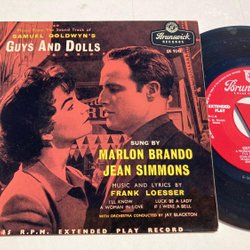 Music From The Sound Track of
SAMUEL GOLDWYN'S
GUYS AND DOLLS
Brunswick
RECORDS
SUNG BY
MARLON BRANDO
JEAN SIMMONS
MUSIC AND LYRICS BY
FRANK LOESSER
I'LL KNOW
LUCK BE A LADY
A WOMAN IN LOVE
IF I WERE A BELL
WITH ORCHESTRA CONDUCTED BY JAY BLACKTON
45 R.P.M. EXTENDED PLAY RECORD
EXTENDED PLAY